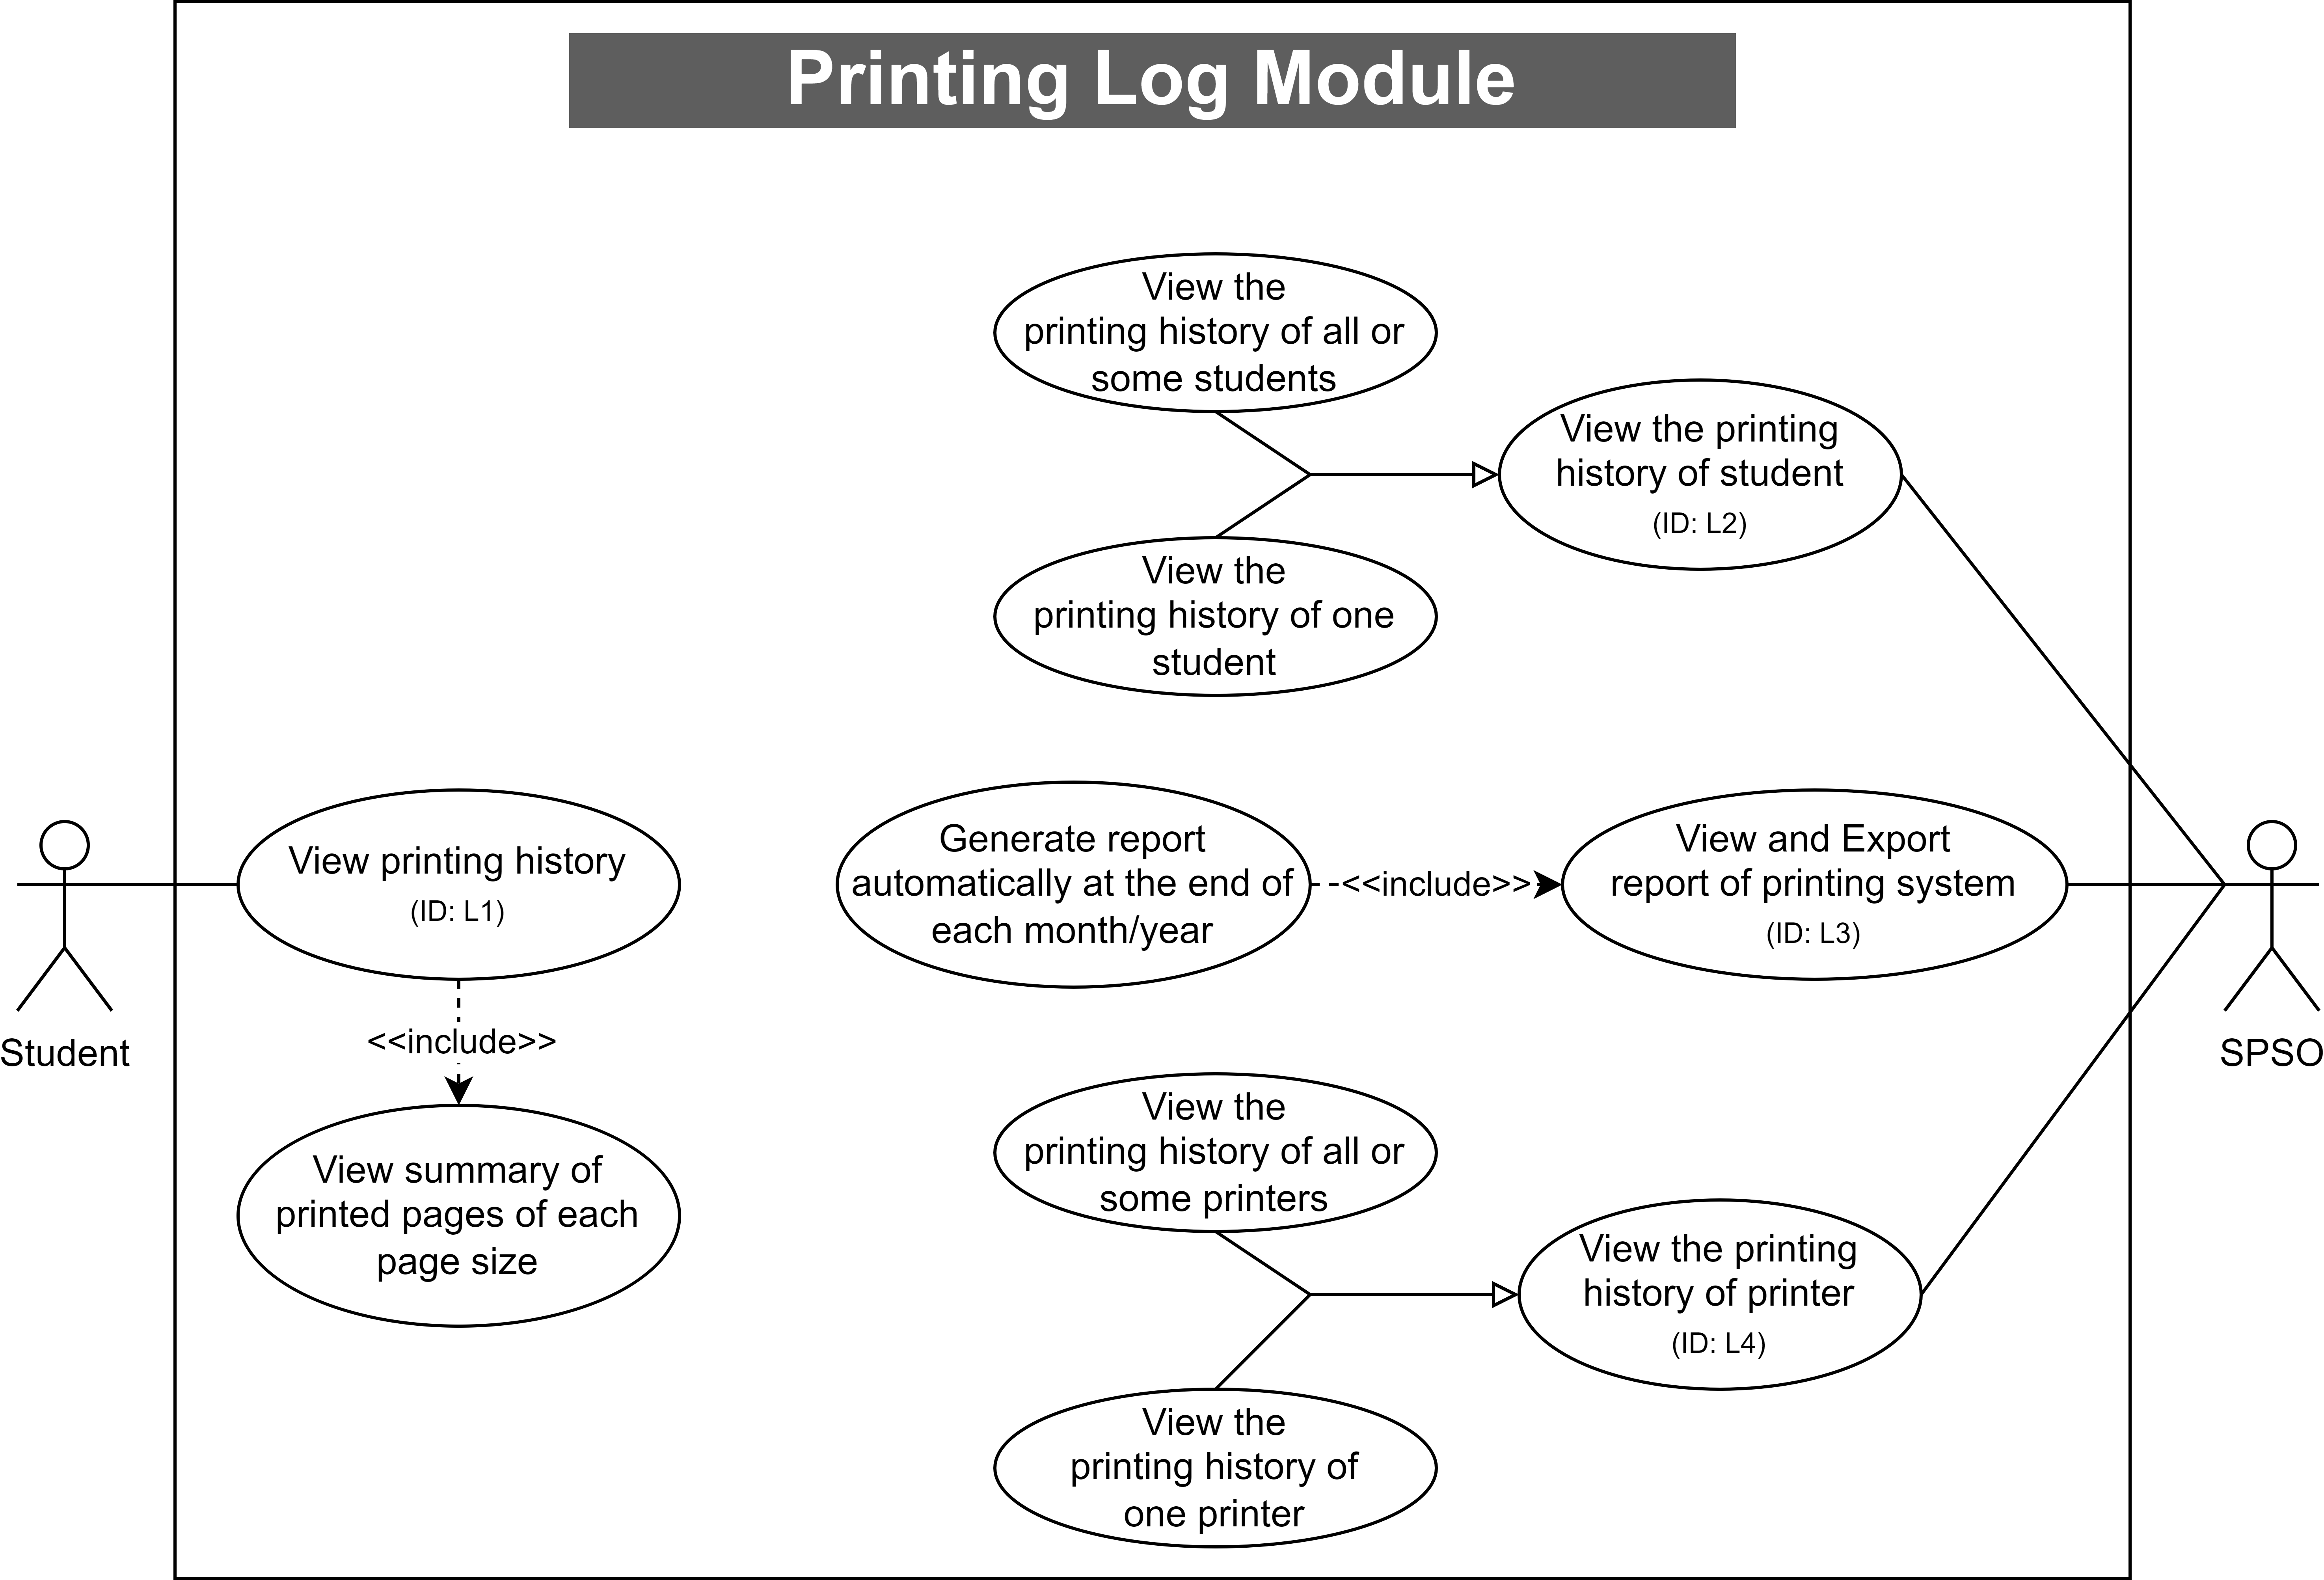 Printing Log Module
View the
printing history of all or
some students
View the printing
history of student
(ID: L2)
View the
printing history of one
student
Student
View printing history
(ID: L1)
<<include>>
View summary of
printed pages of each
page size
Generate report
automatically at the end of
each month/year
<<include>>
View and Export
report of printing system
(ID: L3)
SPSO
View the
printing history of all or
some printers
View the printing
history of printer
(ID: L4)
View the
printing history of
one printer